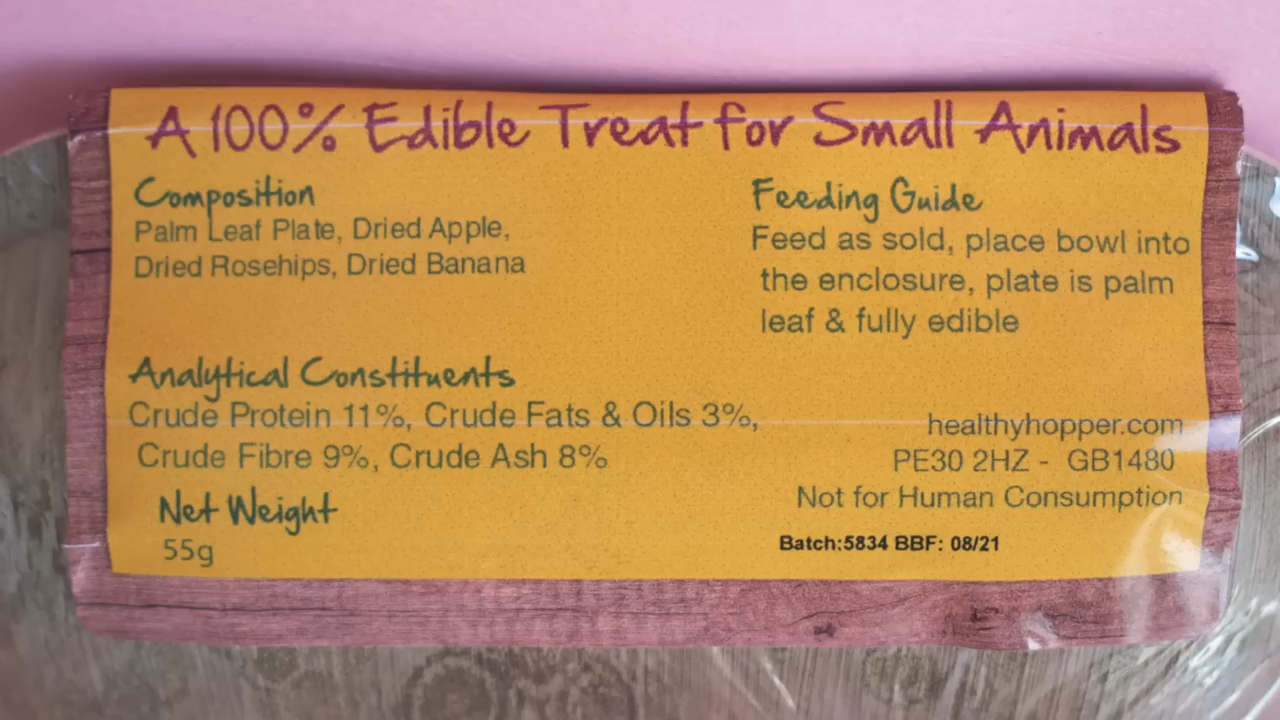 A 100% Edible Treat for Small Animals
Composition
Palm Leaf Plate, Dried Apple,
Dried Rosehips, Dried Banana
Feeding Guide
Feed as sold, place bowl into
the enclosure, plate is palm
leaf & fully edible
Analytical Constituents
Crude Protein 11%, Crude Fats & Oils 3%,
Crude Fibre 9%, Crude Ash 8%
Net Weight
55g
healthyhopper.com
PE30 2HZ - GB1480
Not for Human Consumption
Batch:5834 BBF: 08/21